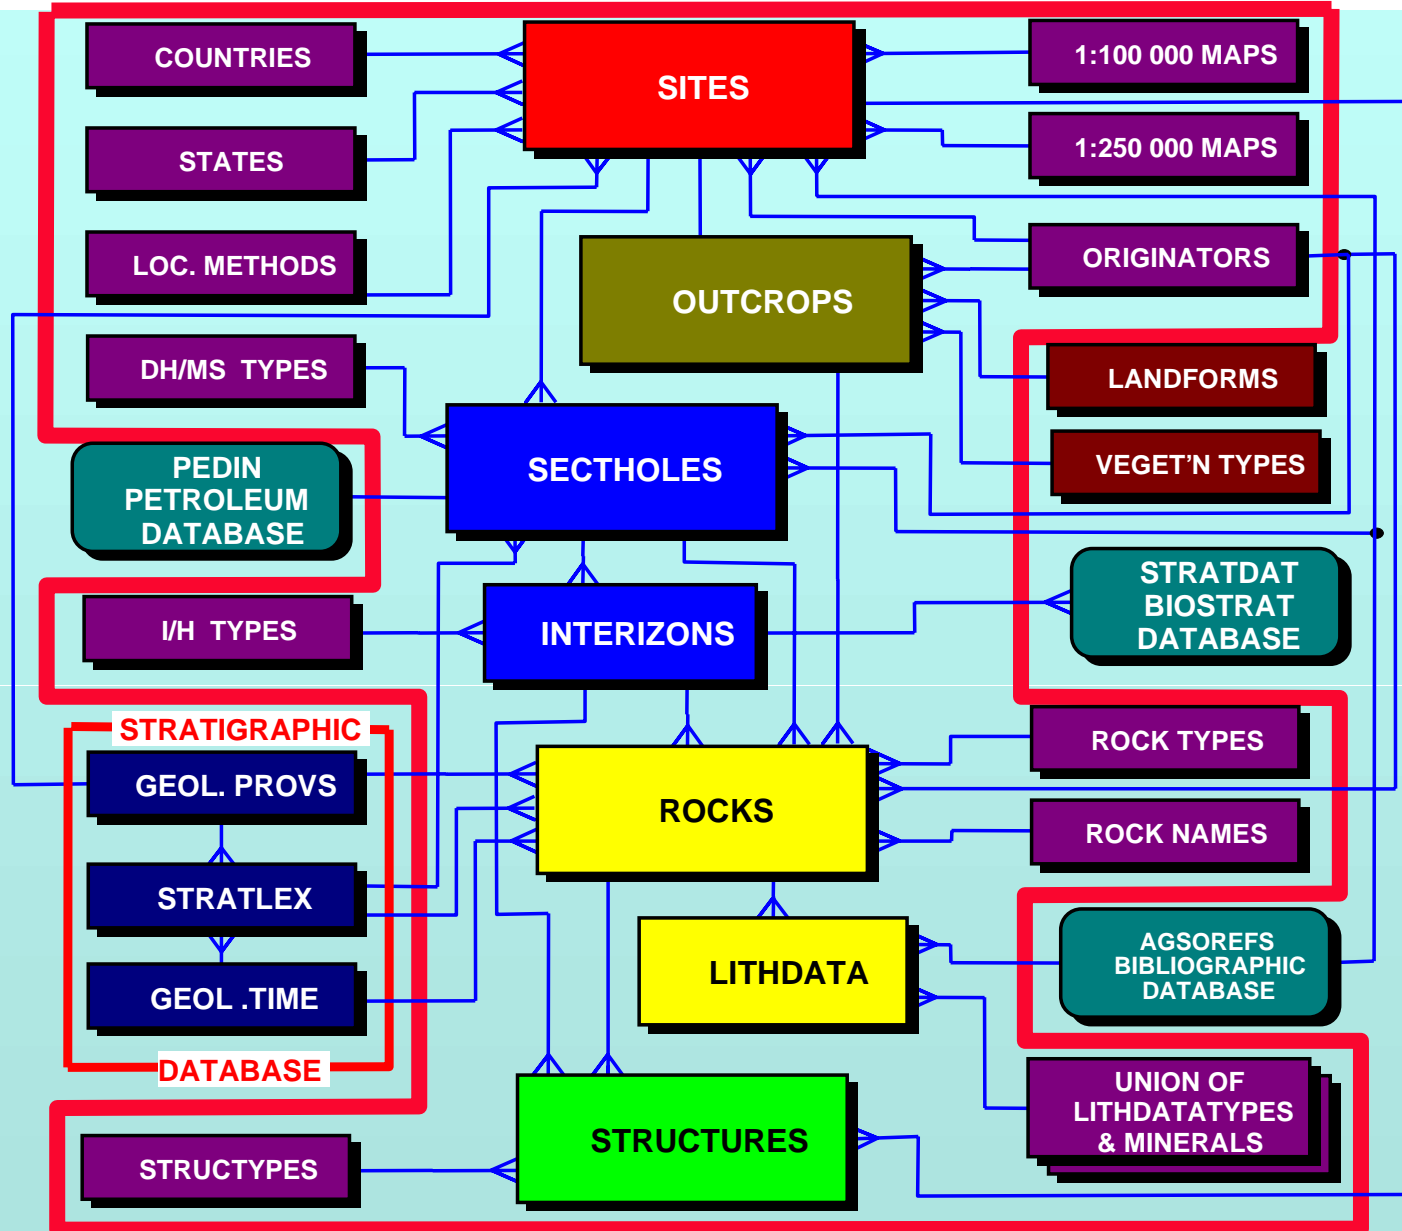 COUNTRIES
SITES
1:100 000 MAPS
STATES
1:250 000 MAPS
LOC. METHODS
OUTCROPS
ORIGINATORS
DH/MS TYPES
LANDFORMS
PEDIN
PETROLEUM
DATABASE
SECTHOLES
VEGET'N TYPES
I/H TYPES
INTERIZONS
STRATDAT
BIOSTRAT
DATABASE
STRATIGRAPHIC
GEOL. PROVS
STRATLEX
GEOL .TIME
DATABASE
ROCKS
ROCK TYPES
ROCK NAMES
LITHDATA
AGSOREFS
BIBLIOGRAPHIC
DATABASE
STRUCTYPES
STRUCTURES
UNION OF
LITHDATATYPES
& MINERALS